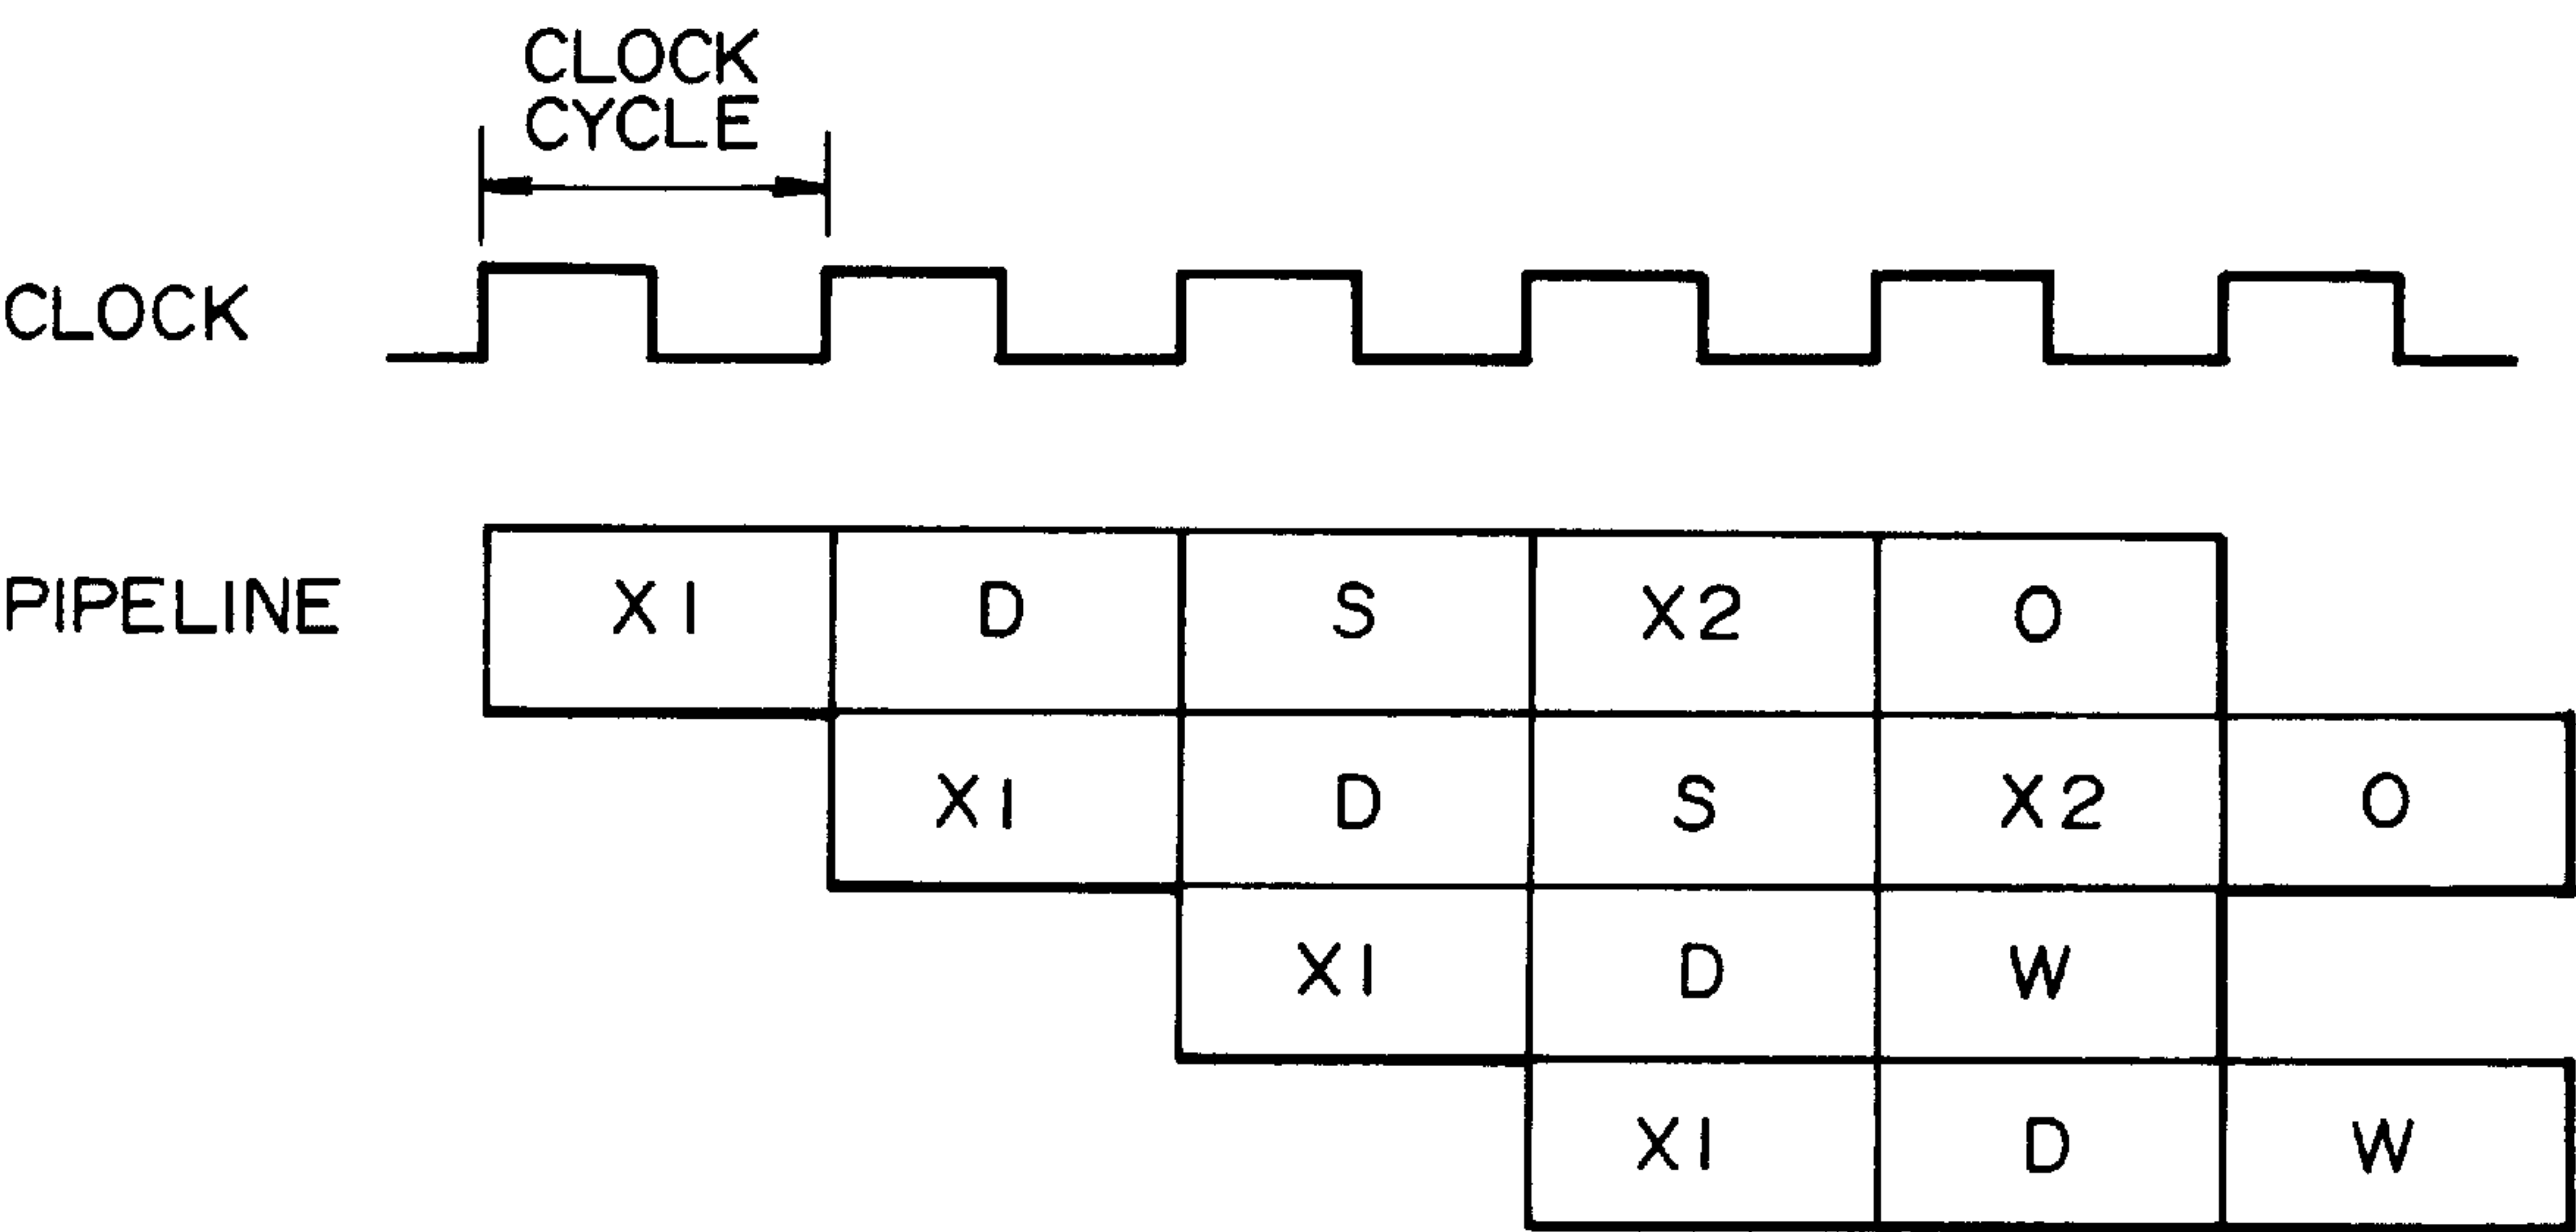 CLOCK
CYCLE
CLOCK
PIPELINE X1 D S X2 O
X1 D S X2 O
X1 D W
X1 D W